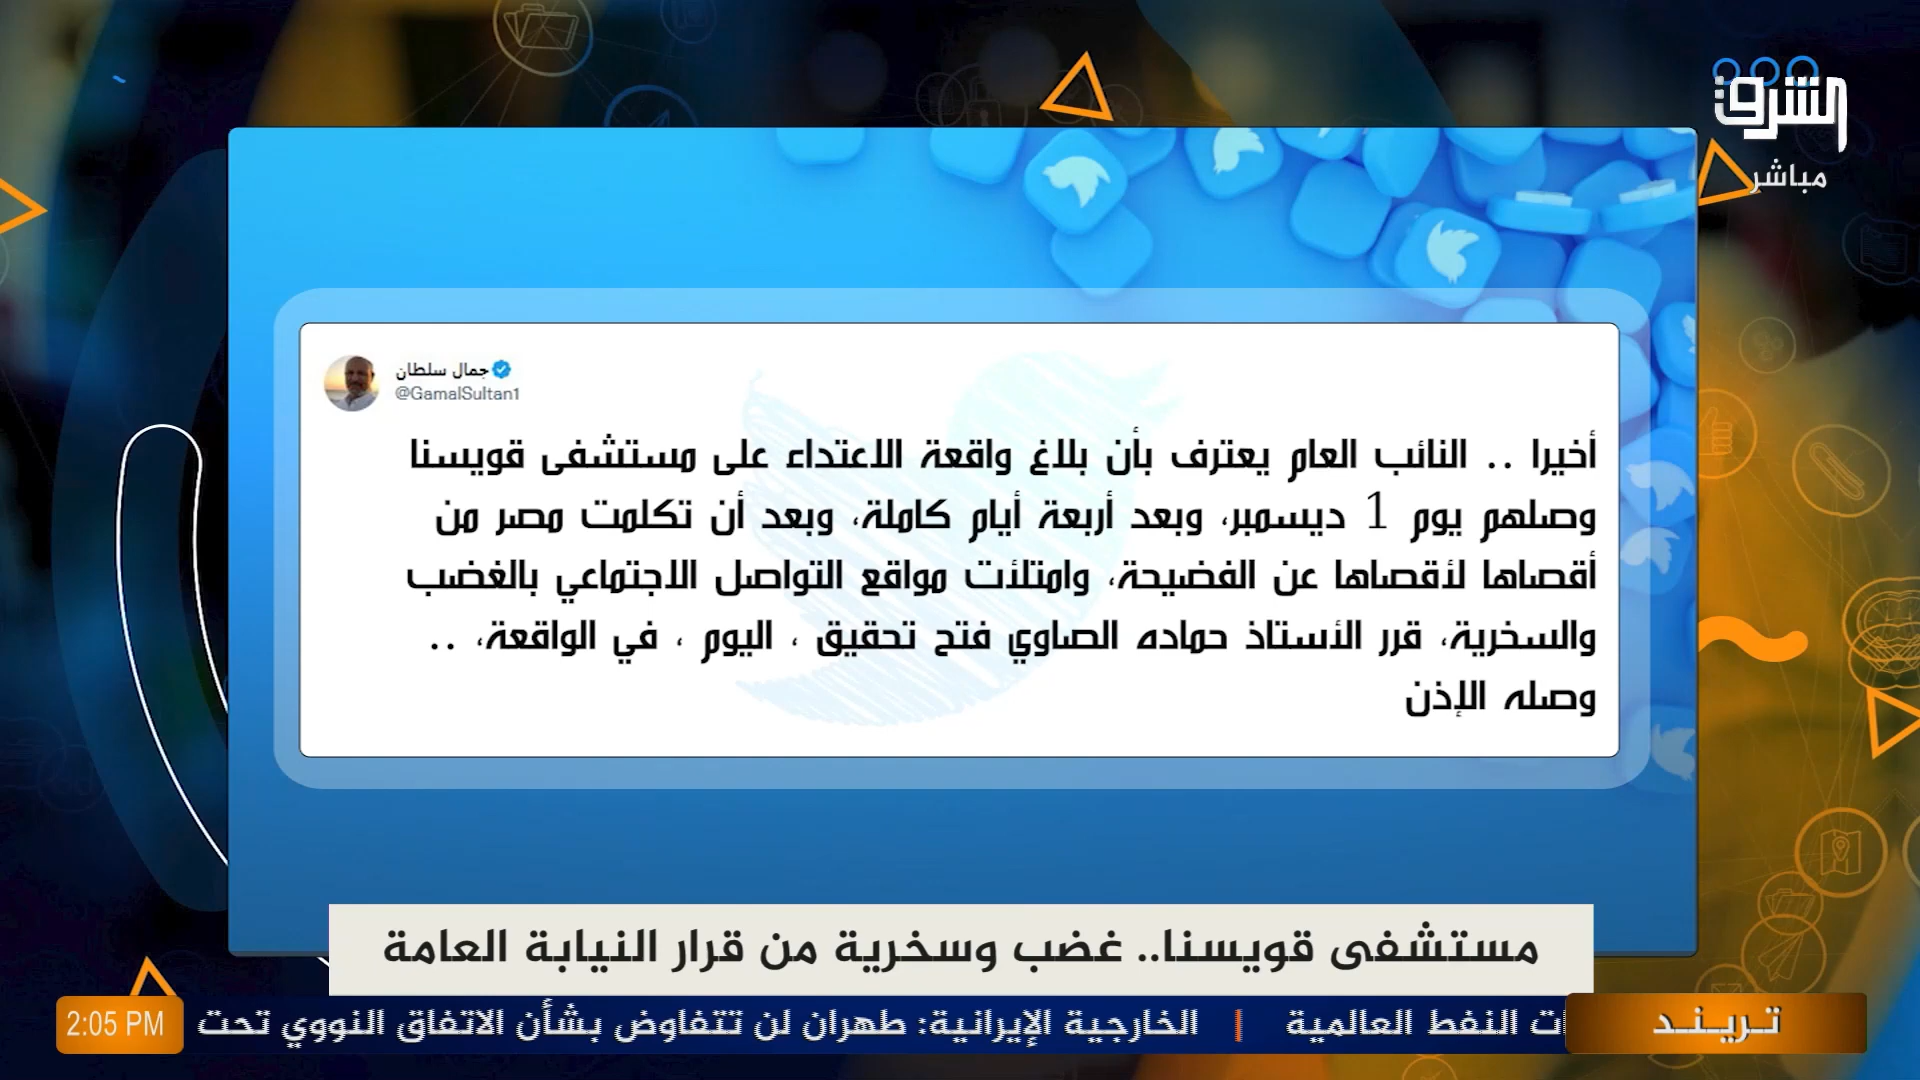 الشرق
مباشر
جمال سلطان
@GamalSultan1
أخيرا .. النائب العام يعترف بأن بلاغ واقعة الاعتداء على مستشفى قويسنا
وصلهم يوم 1 ديسمبر، وبعد أربعة أيام كاملة، وبعد أن تكلمت مصر من
أقصاها لأقصاها عن الفضيحة، وامتلأت مواقع التواصل الاجتماعي بالغضب
والسخرية، قرر الأستاذ حماده الصاوي فتح تحقيق ، اليوم ، في الواقعة، ..
وصله الإذن
مستشفى قويسنا.. غضب وسخرية من قرار النيابة العامة
تريند
ات النفط العالمية | الخارجية الإيرانية: طهران لن تتفاوض بشأن الاتفاق النووي تحت
2:05 PM